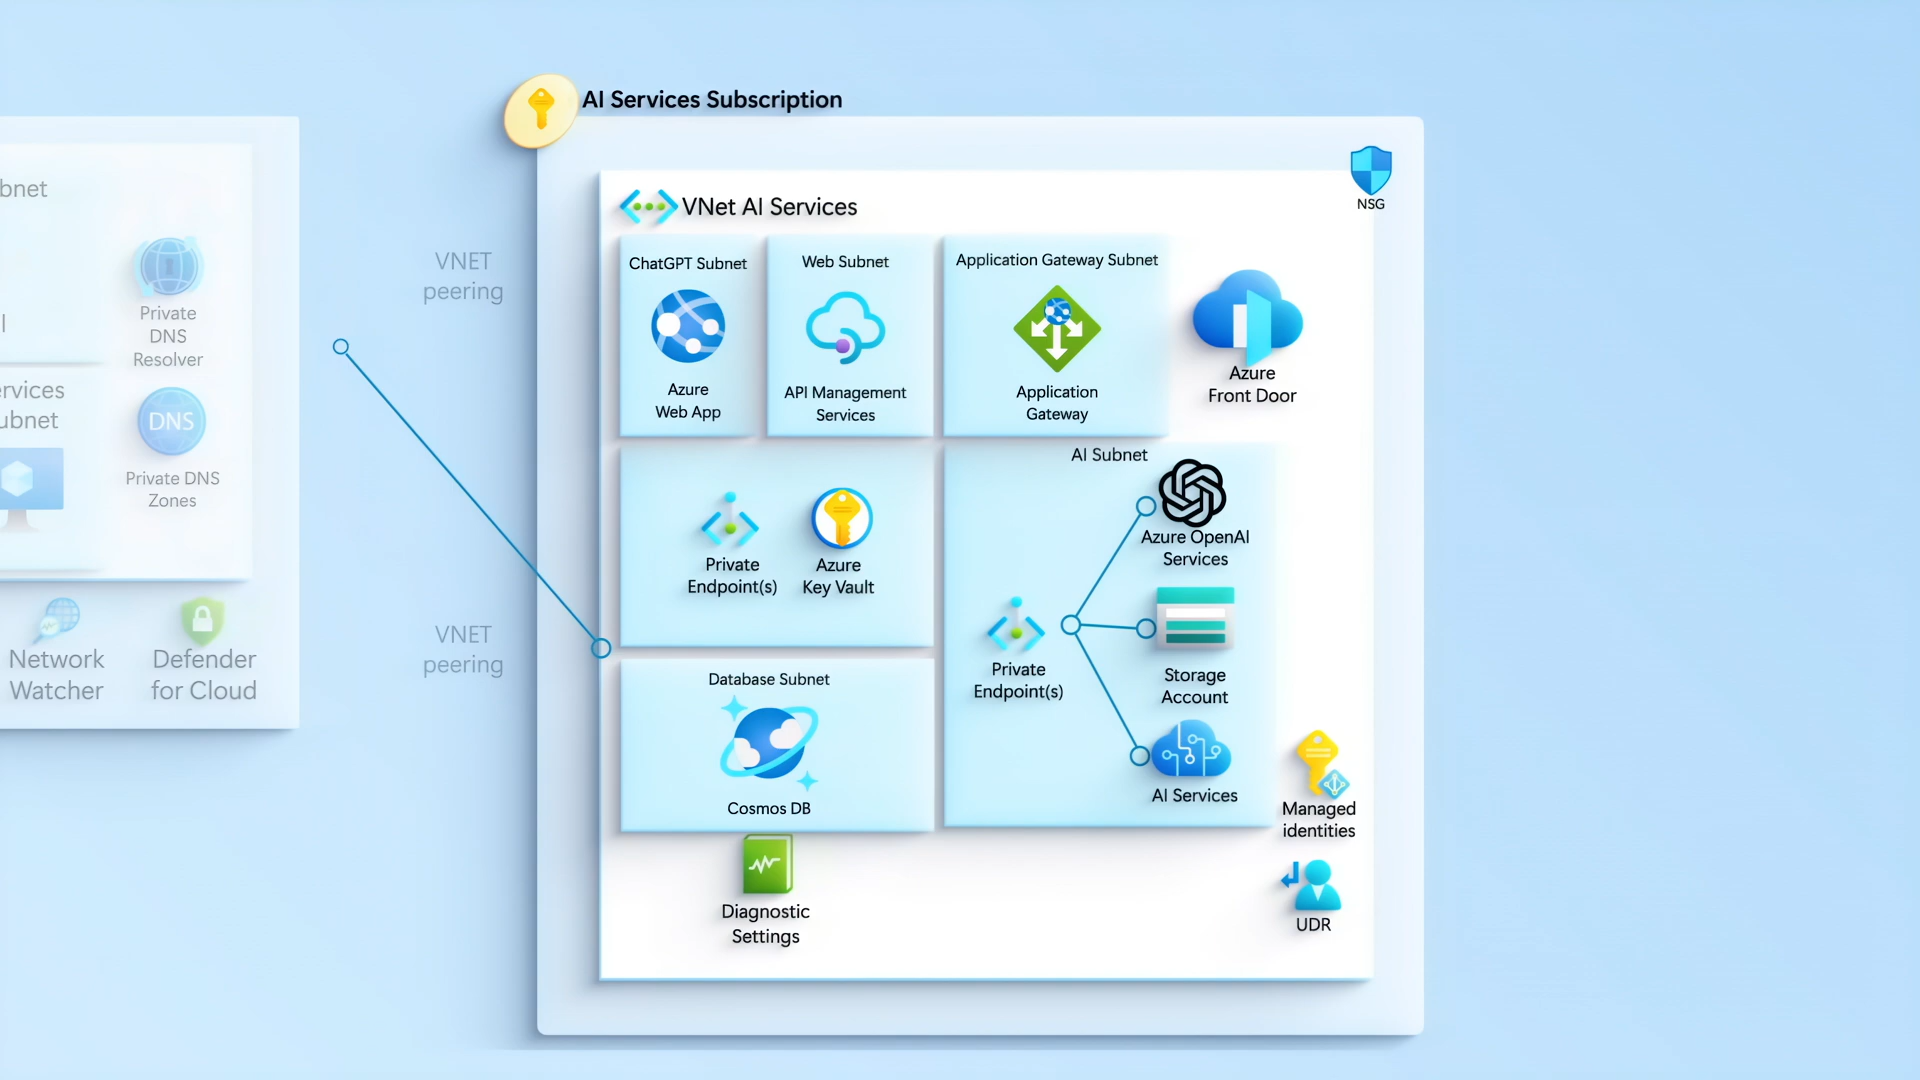 AI Services Subscription
NSG
VNet AI Services
ChatGPT Subnet
Azure
Web App
Web Subnet
API Management
Services
Application Gateway Subnet
Application
Gateway
Azure
Front Door
Private
Endpoint(s)
Azure
Key Vault
AI Subnet
Azure OpenAI
Services
Private
Endpoint(s)
Storage
Account
AI Services
Database Subnet
Cosmos DB
Diagnostic
Settings
Managed
identities
UDR
VNET
peering
VNET
peering
bnet
l
Private
DNS
Resolver
ervices
ubnet
DNS
Private DNS
Zones
Network
Watcher
Defender
for Cloud